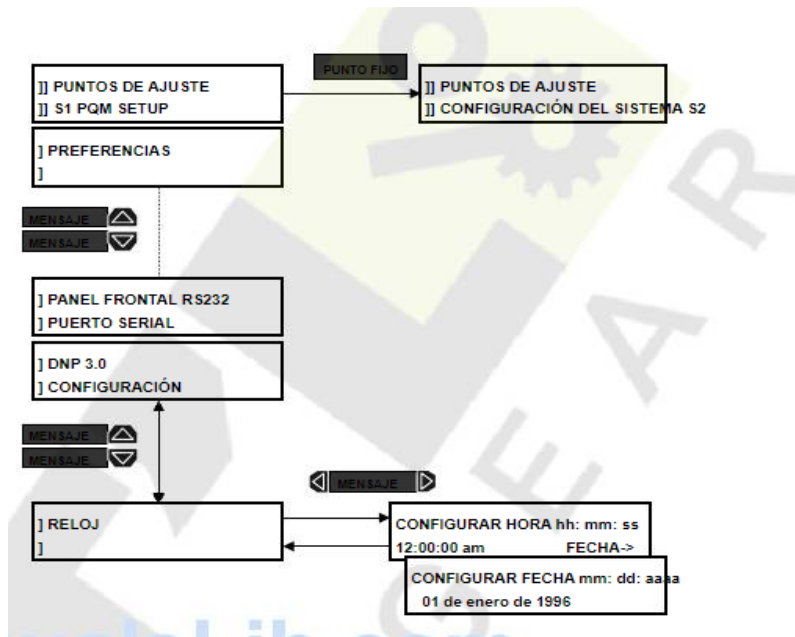 PUNTO FIJO
]] PUNTOS DE AJUSTE
]] S1 PQM SETUP
]] PUNTOS DE AJUSTE
]] CONFIGURACIÓN DEL SISTEMA S2
] PREFERENCIAS
]
MENSAJE
MENSAJE
] PANEL FRONTAL RS232
] PUERTO SERIAL
] DNP 3.0
] CONFIGURACIÓN
MENSAJE
MENSAJE
MENSAJE
] RELOJ
]
CONFIGURAR HORA hh: mm: ss
12:00:00 am FECHA->
CONFIGURAR FECHA mm: dd: aaaa
01 de enero de 1996